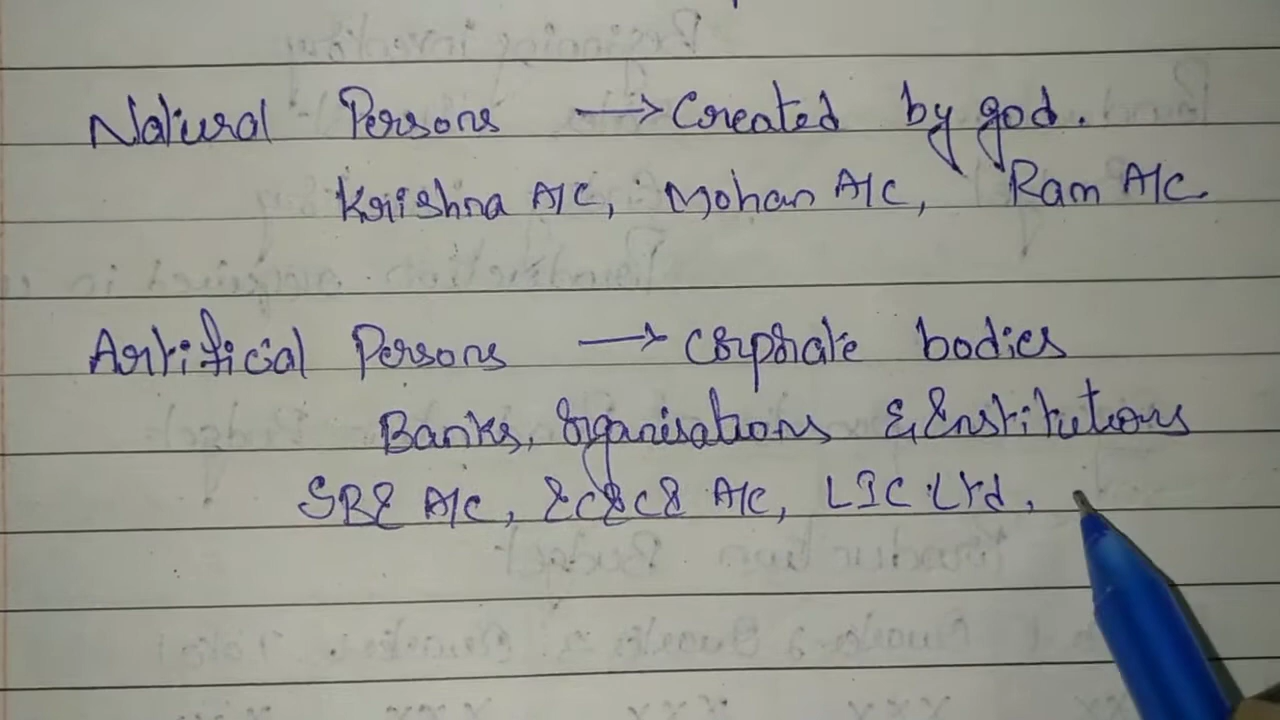 Natural Persons → Created by god.
Krishna A/C, Mohan A/C, Ram A/C
Artificial Persons → Corporate bodies
Banks, Organisations & Institutions
SBI A/C, ICICI A/C, LIC Ltd,